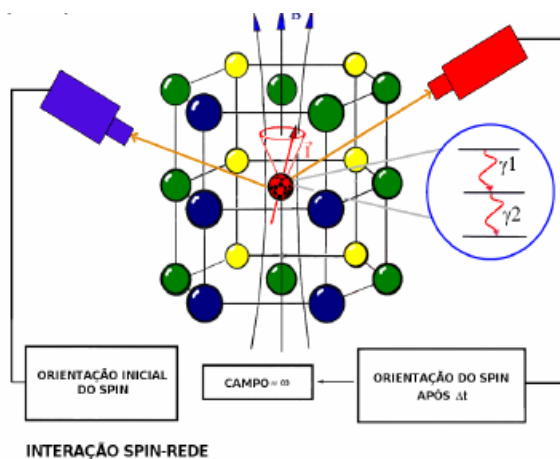 B
I
γ1
γ2
ORIENTAÇÃO INICIAL
DO SPIN
CAMPO = ∞
ORIENTAÇÃO DO SPIN
APÓS Δt
INTERAÇÃO SPIN-REDE